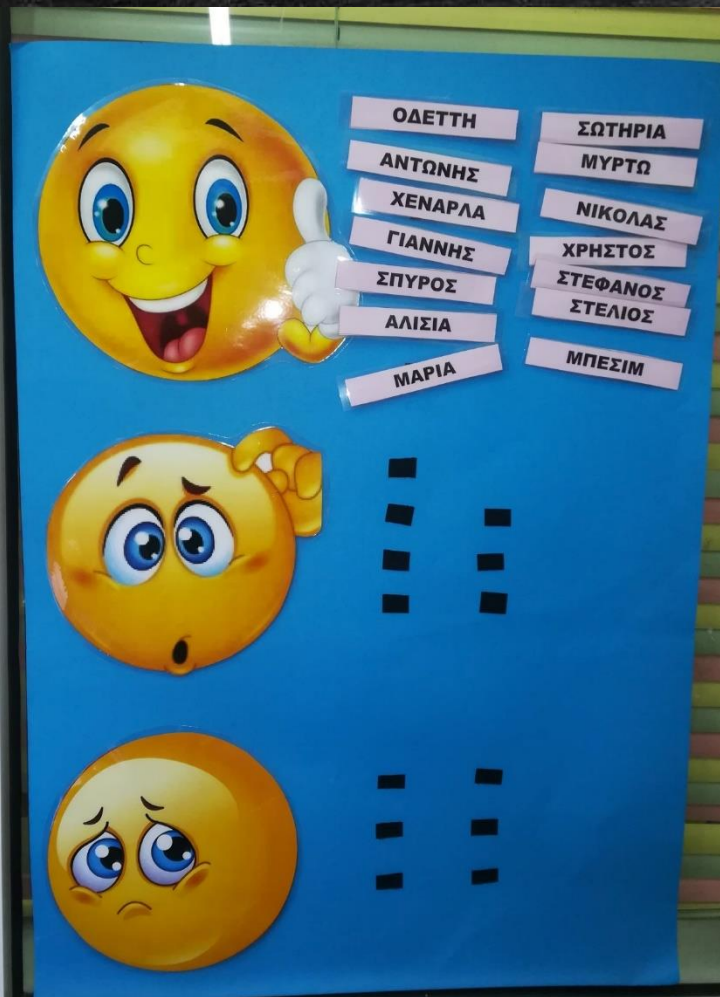 ΟΔΕΤΤΗ
ΑΝΤΩΝΗΣ
ΧΕΝΑΡΛΑ
ΓΙΑΝΝΗΣ
ΣΠΥΡΟΣ
ΑΛΙΣΙΑ
ΜΑΡΙΑ
ΣΩΤΗΡΙΑ
ΜΥΡΤΩ
ΝΙΚΟΛΑΣ
ΧΡΗΣΤΟΣ
ΣΤΕΦΑΝΟΣ
ΣΤΕΛΙΟΣ
ΜΠΕΣΙΜ